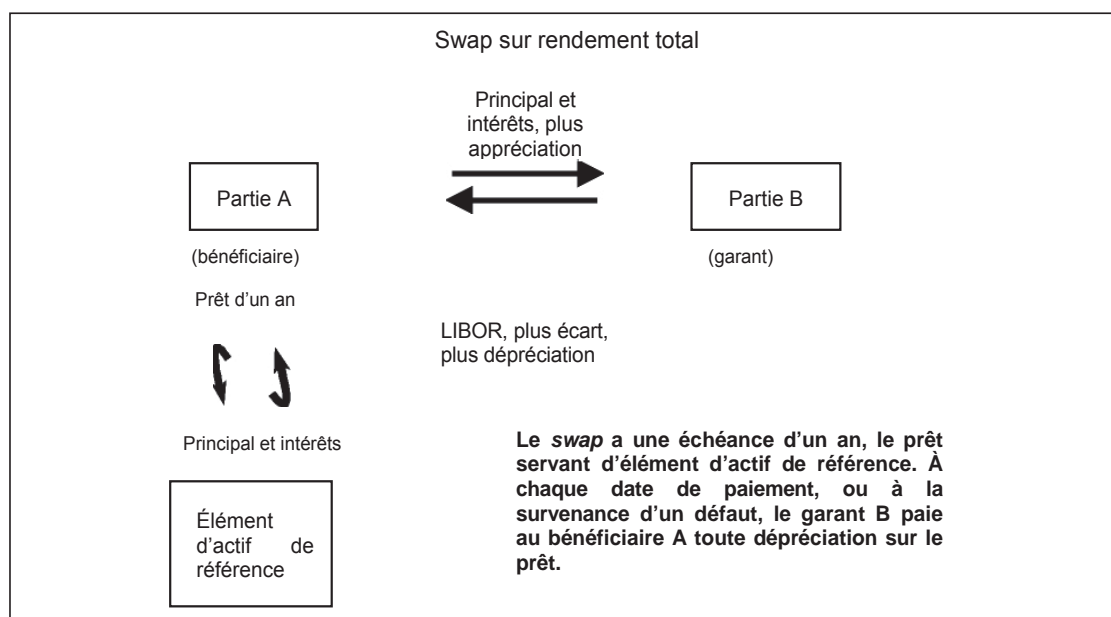 Swap sur rendement total
Principal et
intérêts, plus
appréciation
Partie A
Partie B
(bénéficiaire)
(garant)
Prêt d’un an
LIBOR, plus écart,
plus dépréciation
Principal et intérêts
Le swap a une échéance d’un an, le prêt
servant d’élément d’actif de référence. À
chaque date de paiement, ou à la
survenance d’un défaut, le garant B paie
au bénéficiaire A toute dépréciation sur le
prêt.
Élément
d’actif de
référence